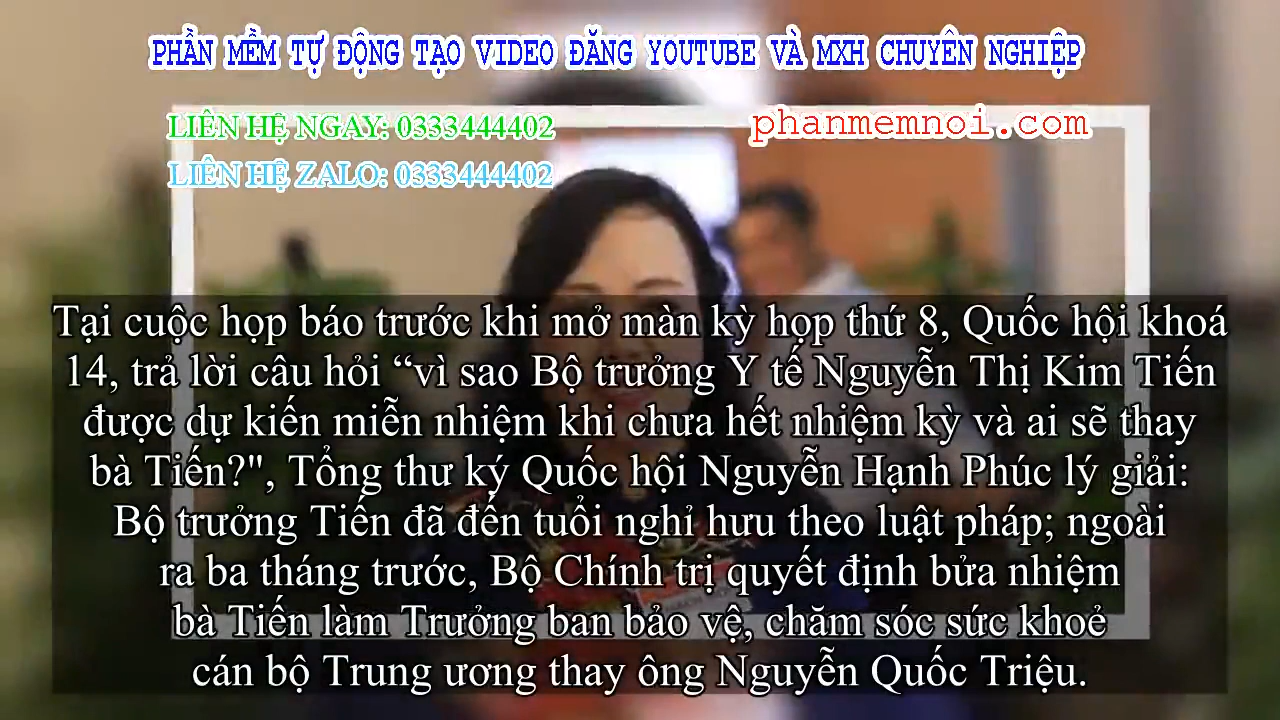 PHẦN MỀM TỰ ĐỘNG TẠO VIDEO ĐĂNG YOUTUBE VÀ MXH CHUYÊN NGHIỆP
LIÊN HỆ NGAY: 0333444402
phanmemnoi.com
LIÊN HỆ ZALO: 0333444402
Tại cuộc họp báo trước khi mở màn kỳ họp thứ 8, Quốc hội khoá
14, trả lời câu hỏi “vì sao Bộ trưởng Y tế Nguyễn Thị Kim Tiến
được dự kiến miễn nhiệm khi chưa hết nhiệm kỳ và ai sẽ thay
bà Tiến?", Tổng thư ký Quốc hội Nguyễn Hạnh Phúc lý giải:
Bộ trưởng Tiến đã đến tuổi nghỉ hưu theo luật pháp; ngoài
ra ba tháng trước, Bộ Chính trị quyết định bửa nhiệm
bà Tiến làm Trưởng ban bảo vệ, chăm sóc sức khoẻ
cán bộ Trung ương thay ông Nguyễn Quốc Triệu.